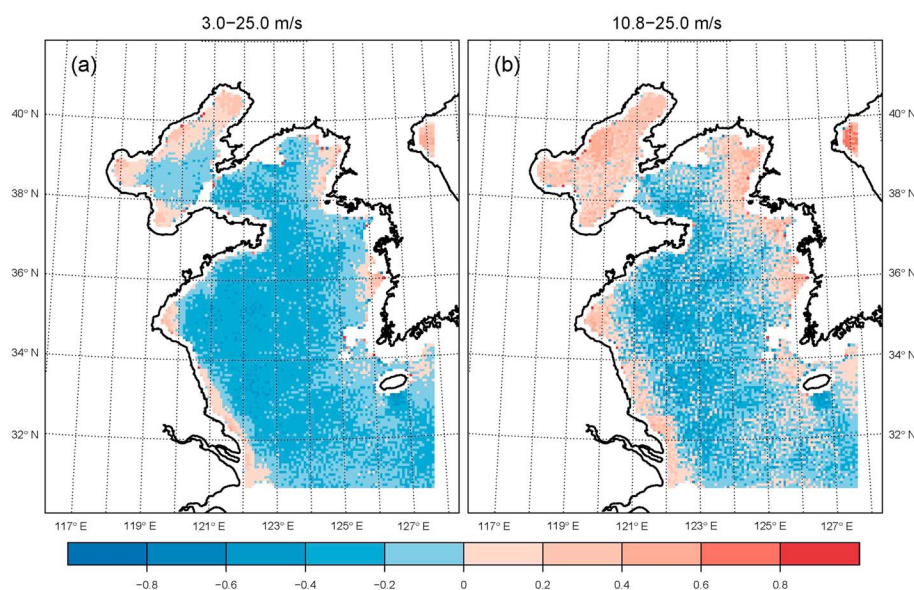 3.0−25.0 m/s
10.8−25.0 m/s
(a)
(b)
40° N
38° N
36° N
34° N
32° N
40° N
38° N
36° N
34° N
32° N
117° E 119° E 121° E 123° E 125° E 127° E
117° E 119° E 121° E 123° E 125° E 127° E
−0.8 −0.6 −0.4 −0.2 0 0.2 0.4 0.6 0.8